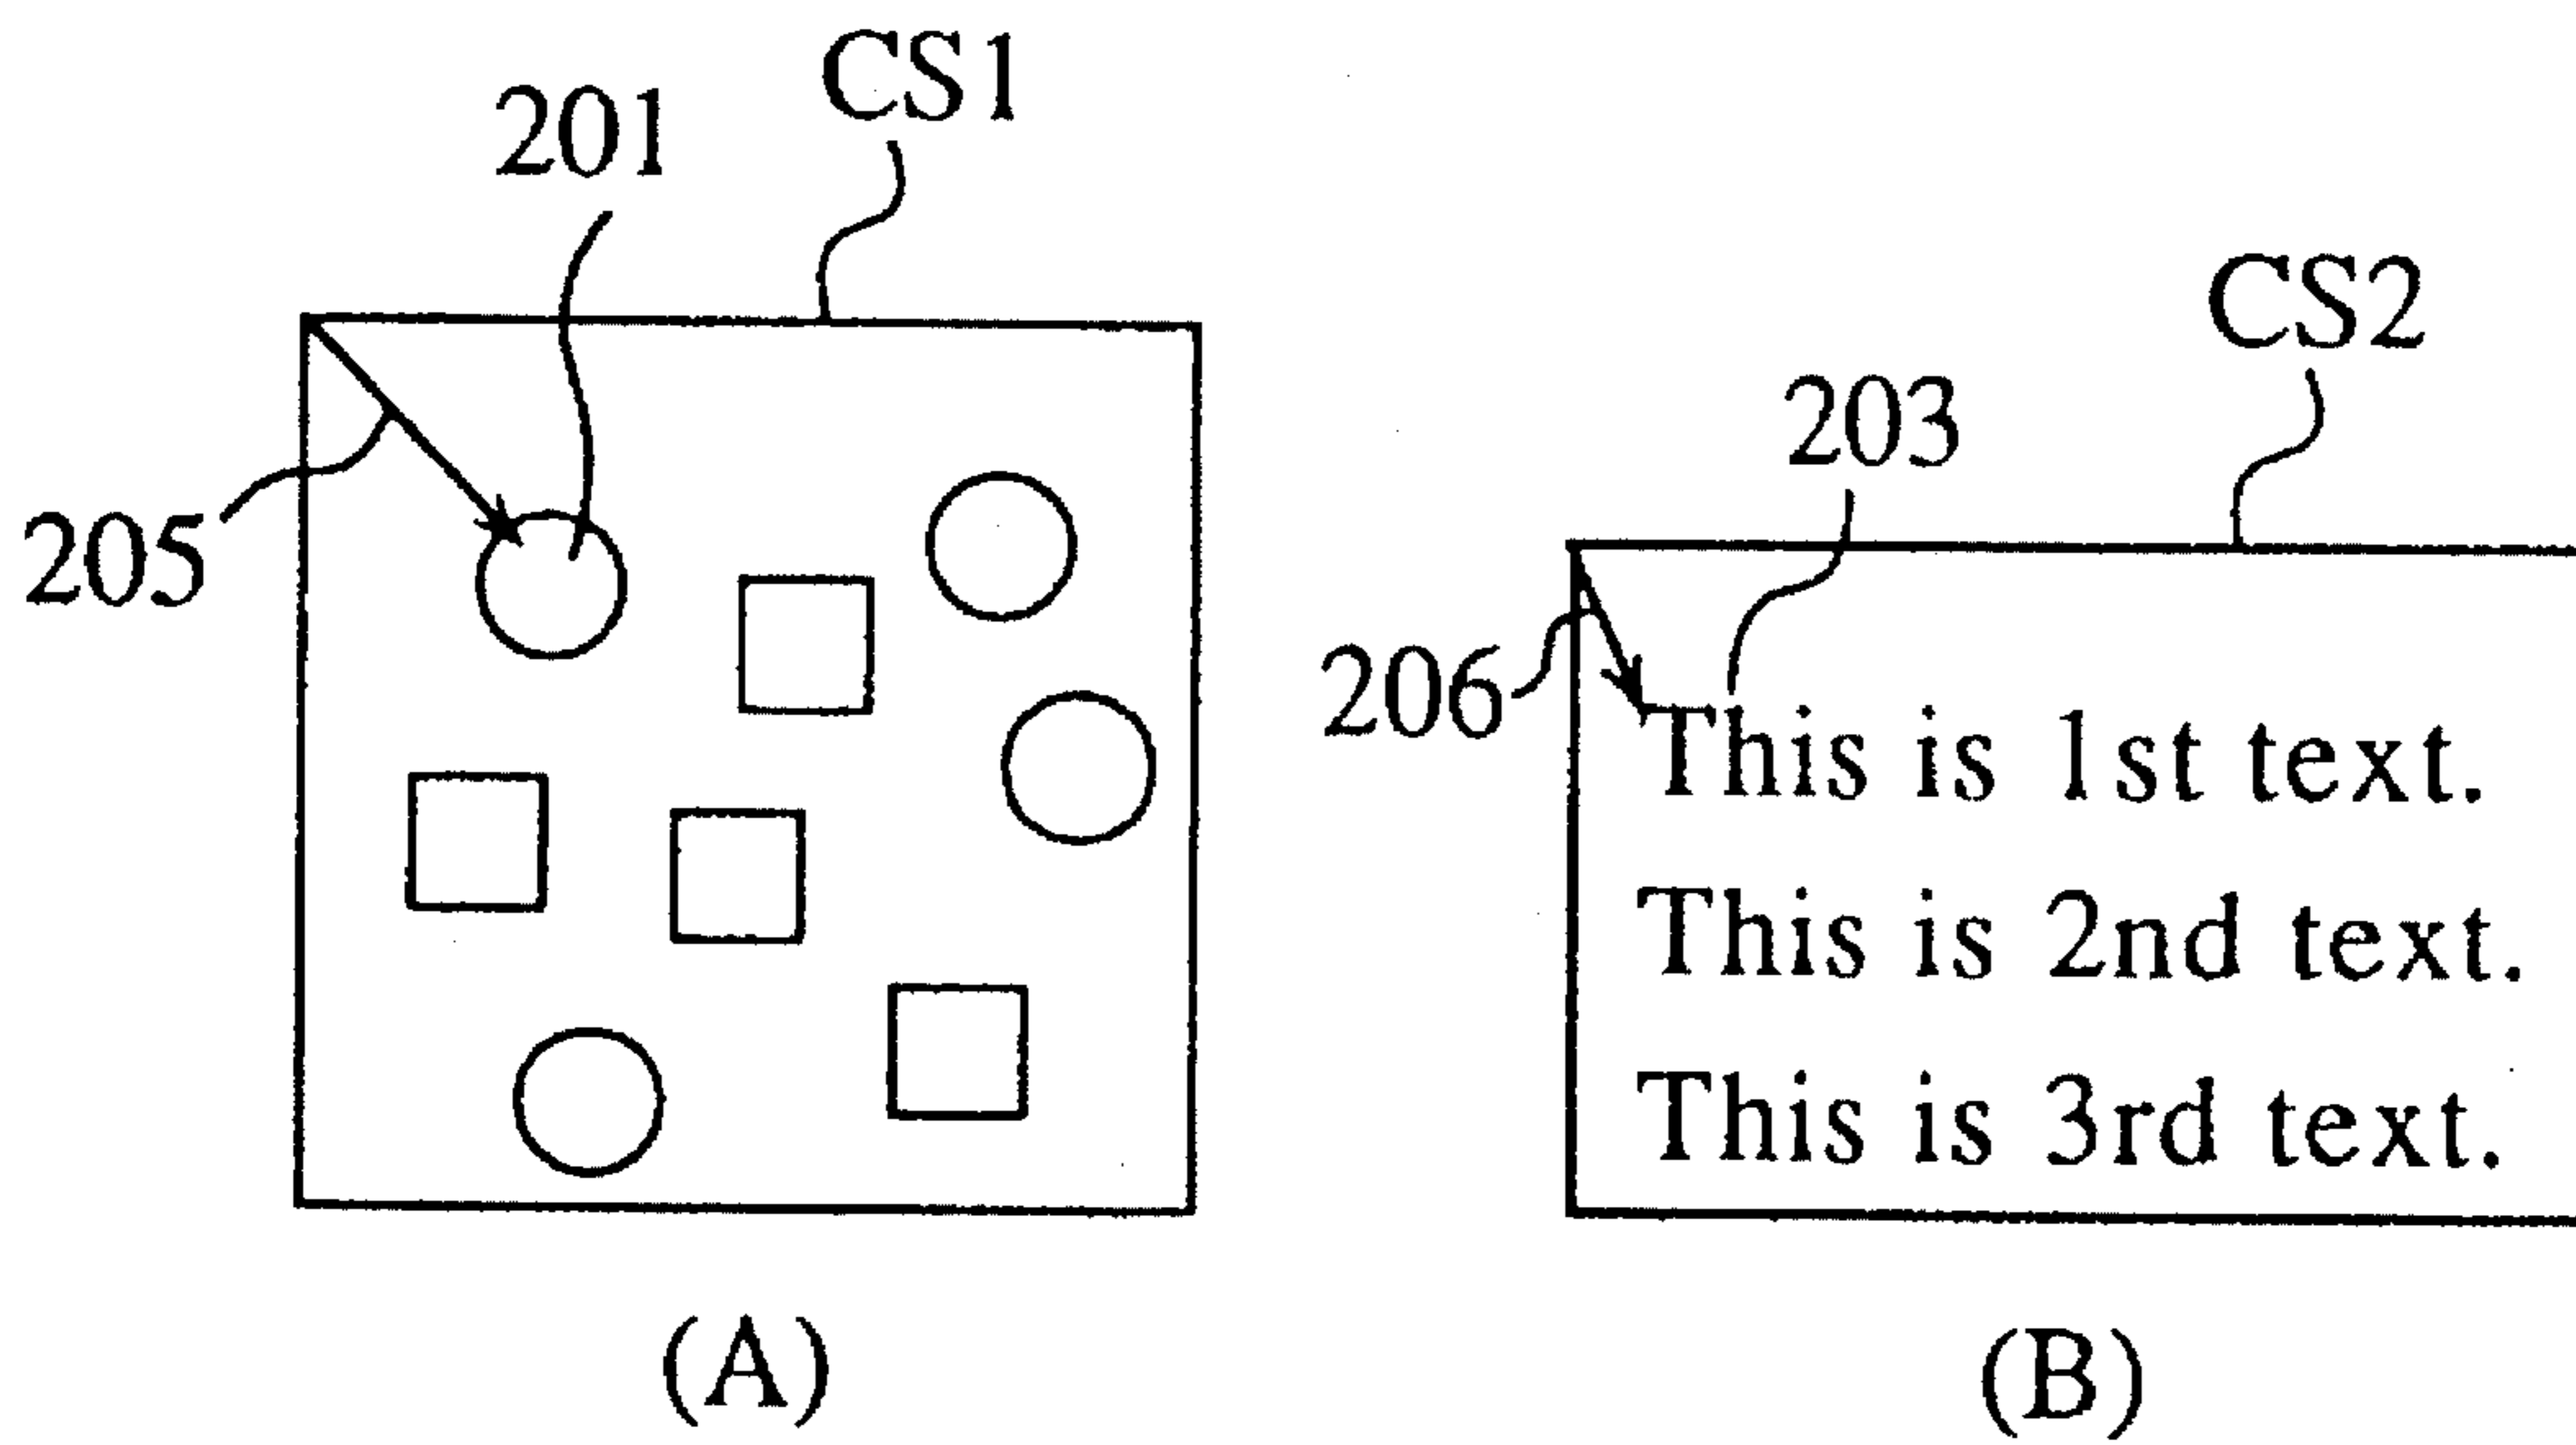 CS1
201
205
(A)
CS2
203
206
This is 1st text.
This is 2nd text.
This is 3rd text.
(B)